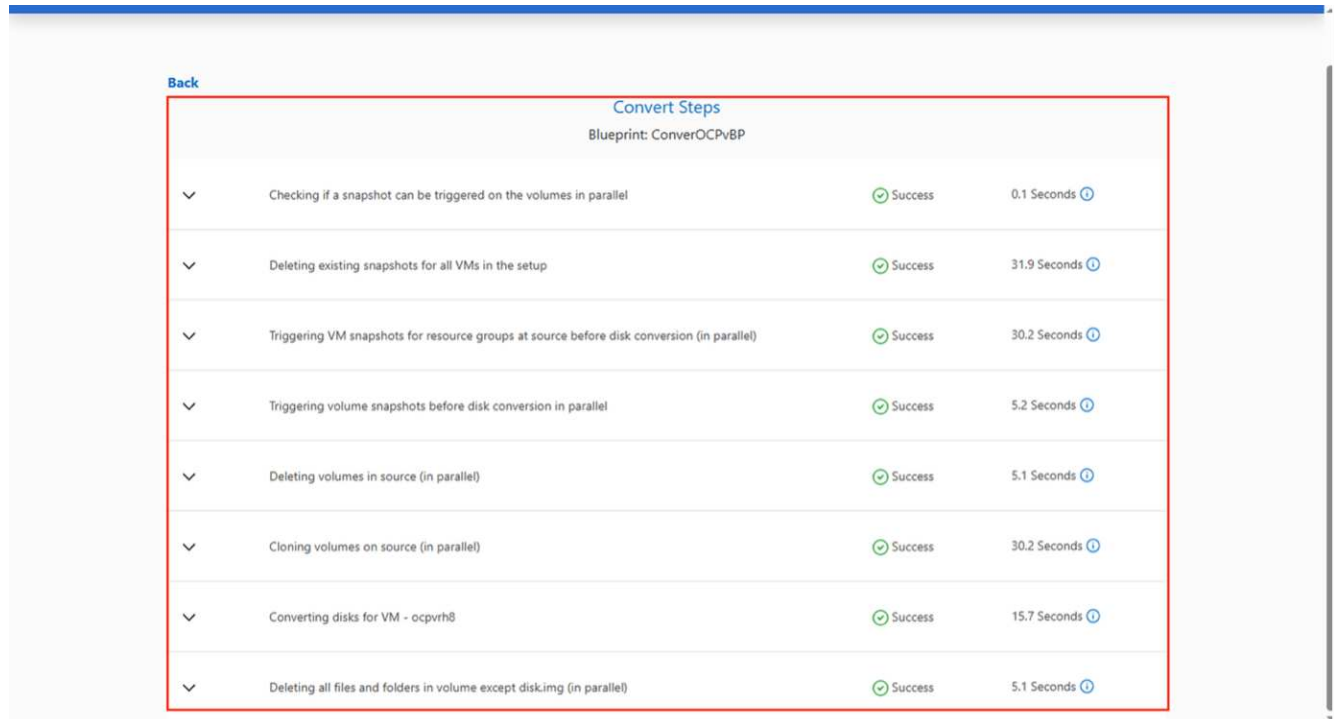 Back
Convert Steps
Blueprint: ConverOCPvBP
Checking if a snapshot can be triggered on the volumes in parallel Success 0.1 Seconds
Deleting existing snapshots for all VMs in the setup Success 31.9 Seconds
Triggering VM snapshots for resource groups at source before disk conversion (in parallel) Success 30.2 Seconds
Triggering volume snapshots before disk conversion in parallel Success 5.2 Seconds
Deleting volumes in source (in parallel) Success 5.1 Seconds
Cloning volumes on source (in parallel) Success 30.2 Seconds
Converting disks for VM - ocpvrh8 Success 15.7 Seconds
Deleting all files and folders in volume except disk.img (in parallel) Success 5.1 Seconds